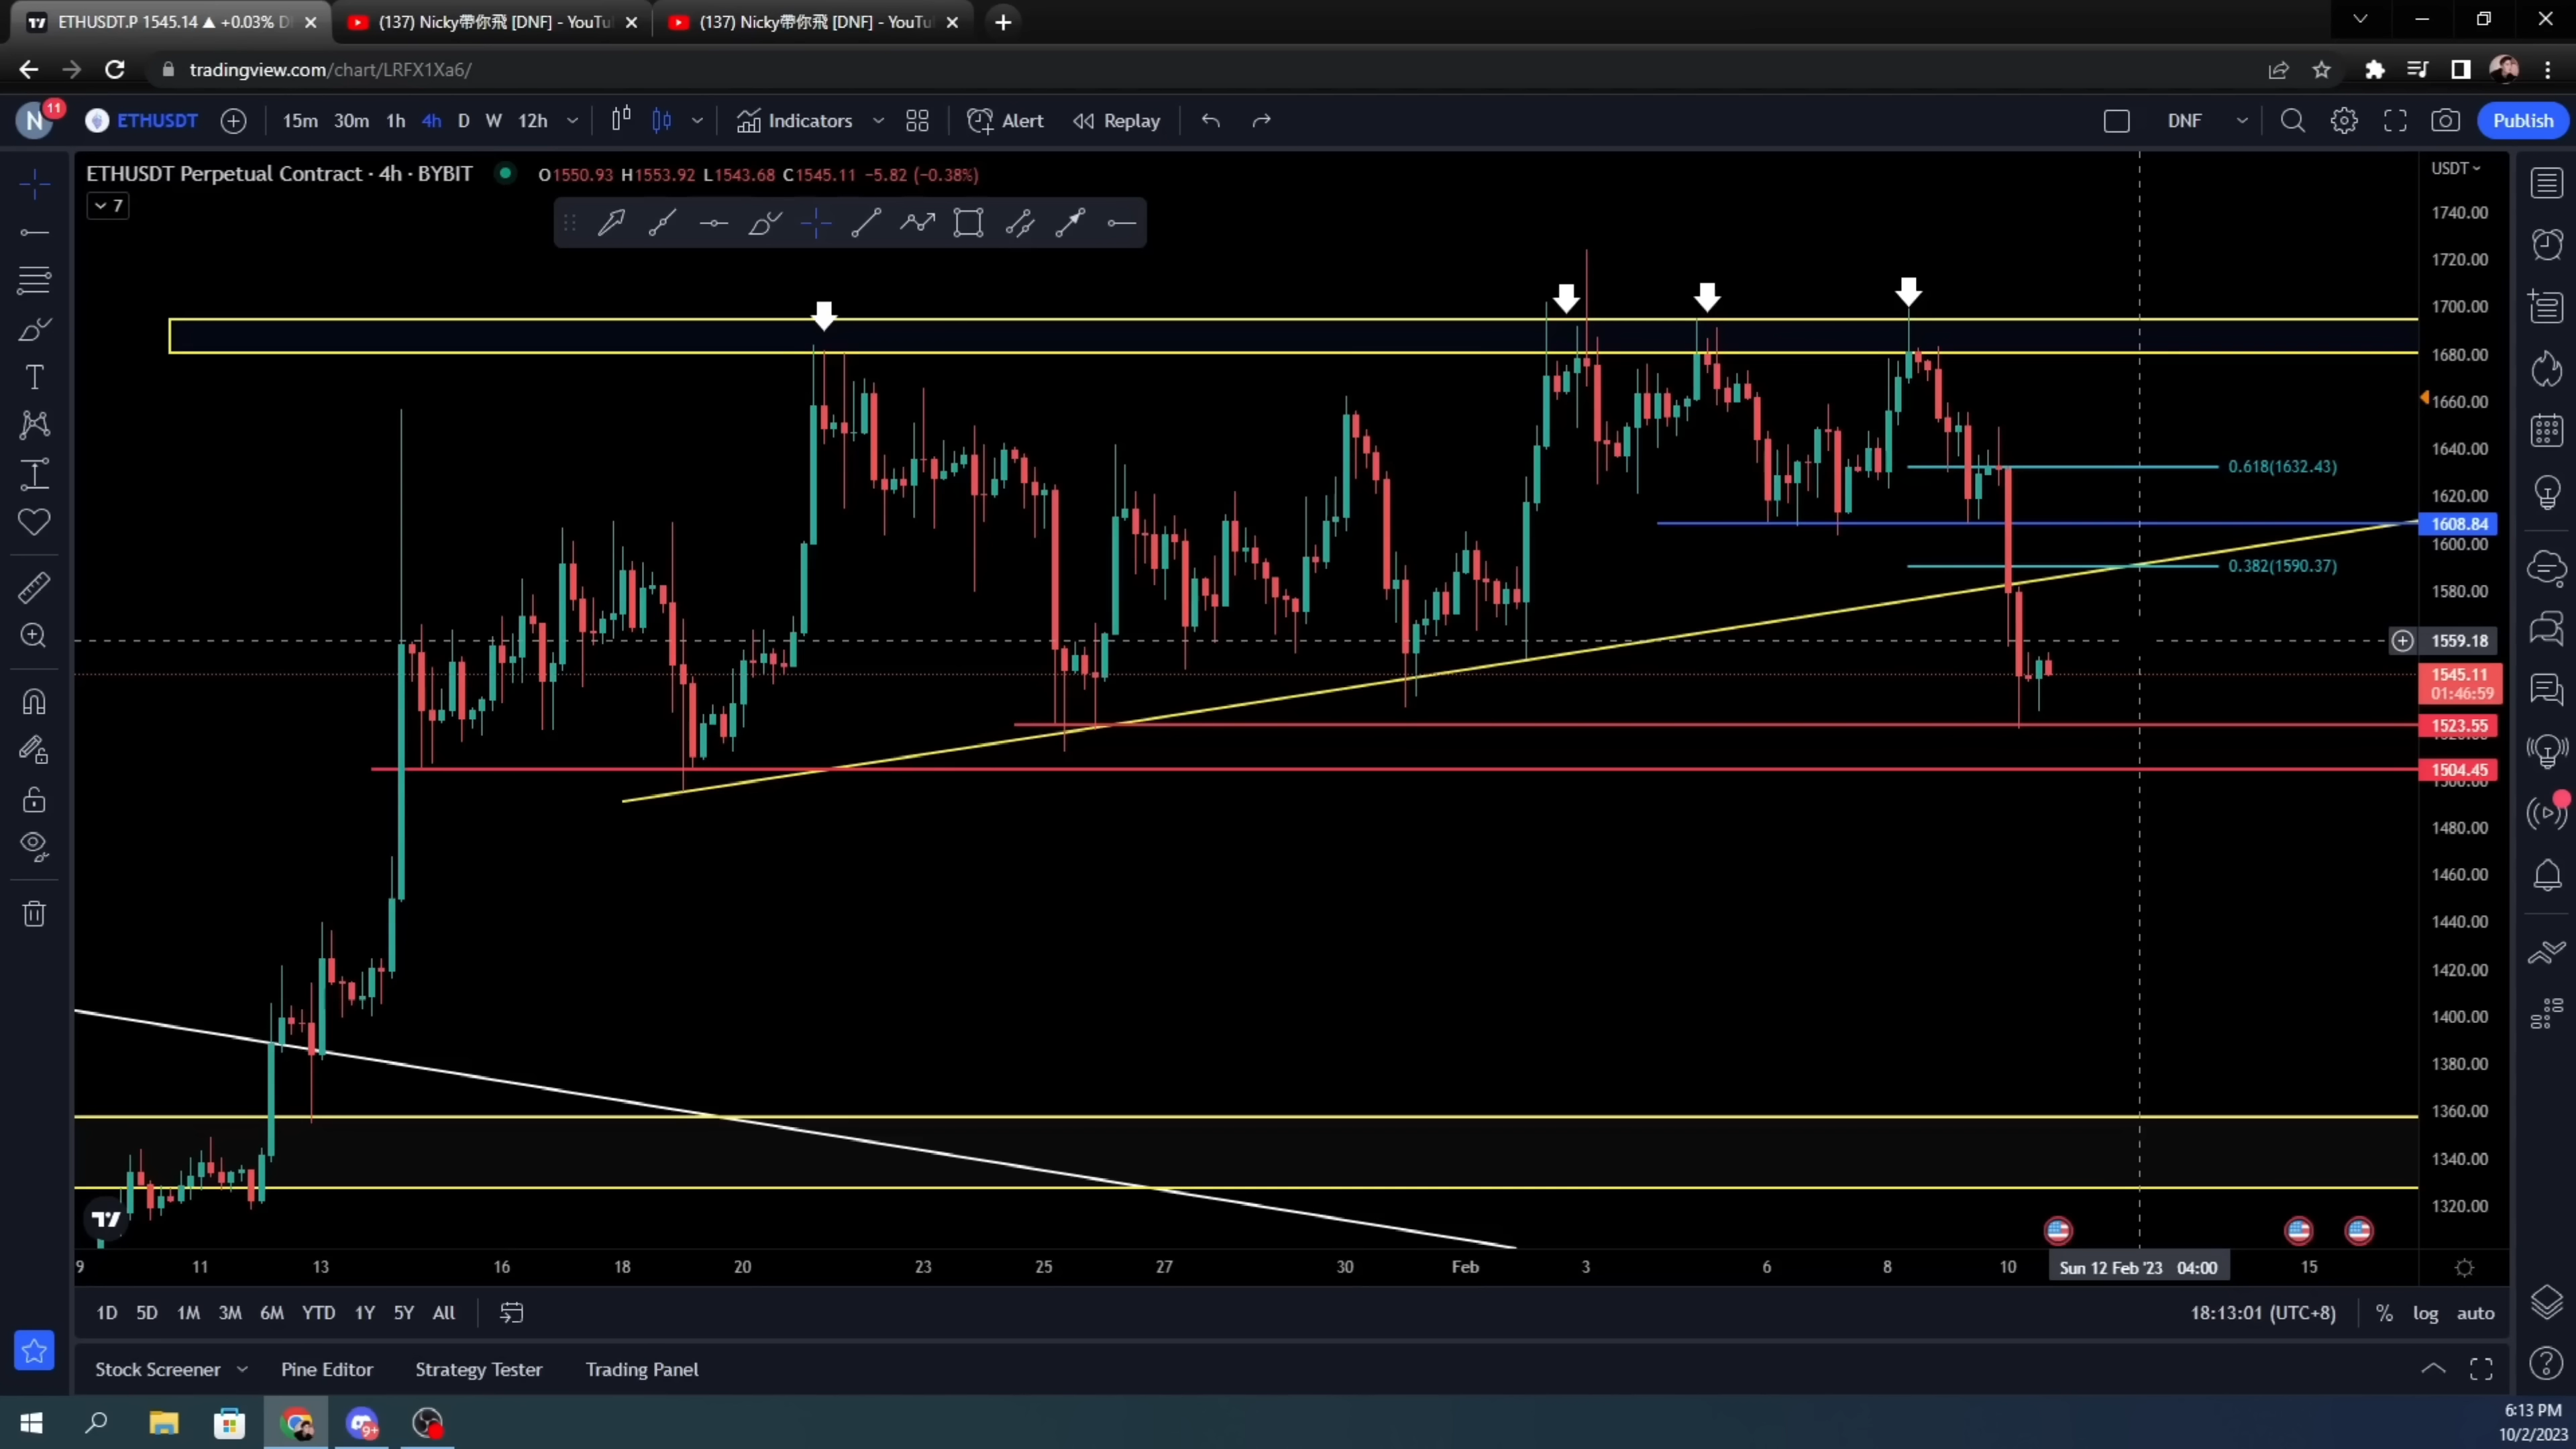 ETHUSDT.P 1545.14 ▲ +0.03% D
(137) Nicky帶你飛 [DNF] - YouTu
(137) Nicky帶你飛 [DNF] - YouTu
tradingview.com/chart/LRFX1Xa6/
N 11 ETHUSDT 15m 30m 1h 4h D W 12h Indicators Alert Replay DNF Publish
ETHUSDT Perpetual Contract · 4h · BYBIT O1550.93 H1553.92 L1543.68 C1545.11 −5.82 (−0.38%)
USDT
7
1740.00
1720.00
1700.00
1680.00
1660.00
1640.00
0.618(1632.43)
1620.00
1608.84
1600.00
0.382(1590.37)
1580.00
1559.18
1545.11
01:46:59
1523.55
1504.45
1480.00
1460.00
1440.00
1420.00
1400.00
1380.00
1360.00
1340.00
1320.00
9 11 13 16 18 20 23 25 27 30 Feb 3 6 8 10 Sun 12 Feb '23 04:00 15
1D 5D 1M 3M 6M YTD 1Y 5Y All 18:13:01 (UTC+8) % log auto
Stock Screener Pine Editor Strategy Tester Trading Panel
9+
6:13 PM
10/2/2023